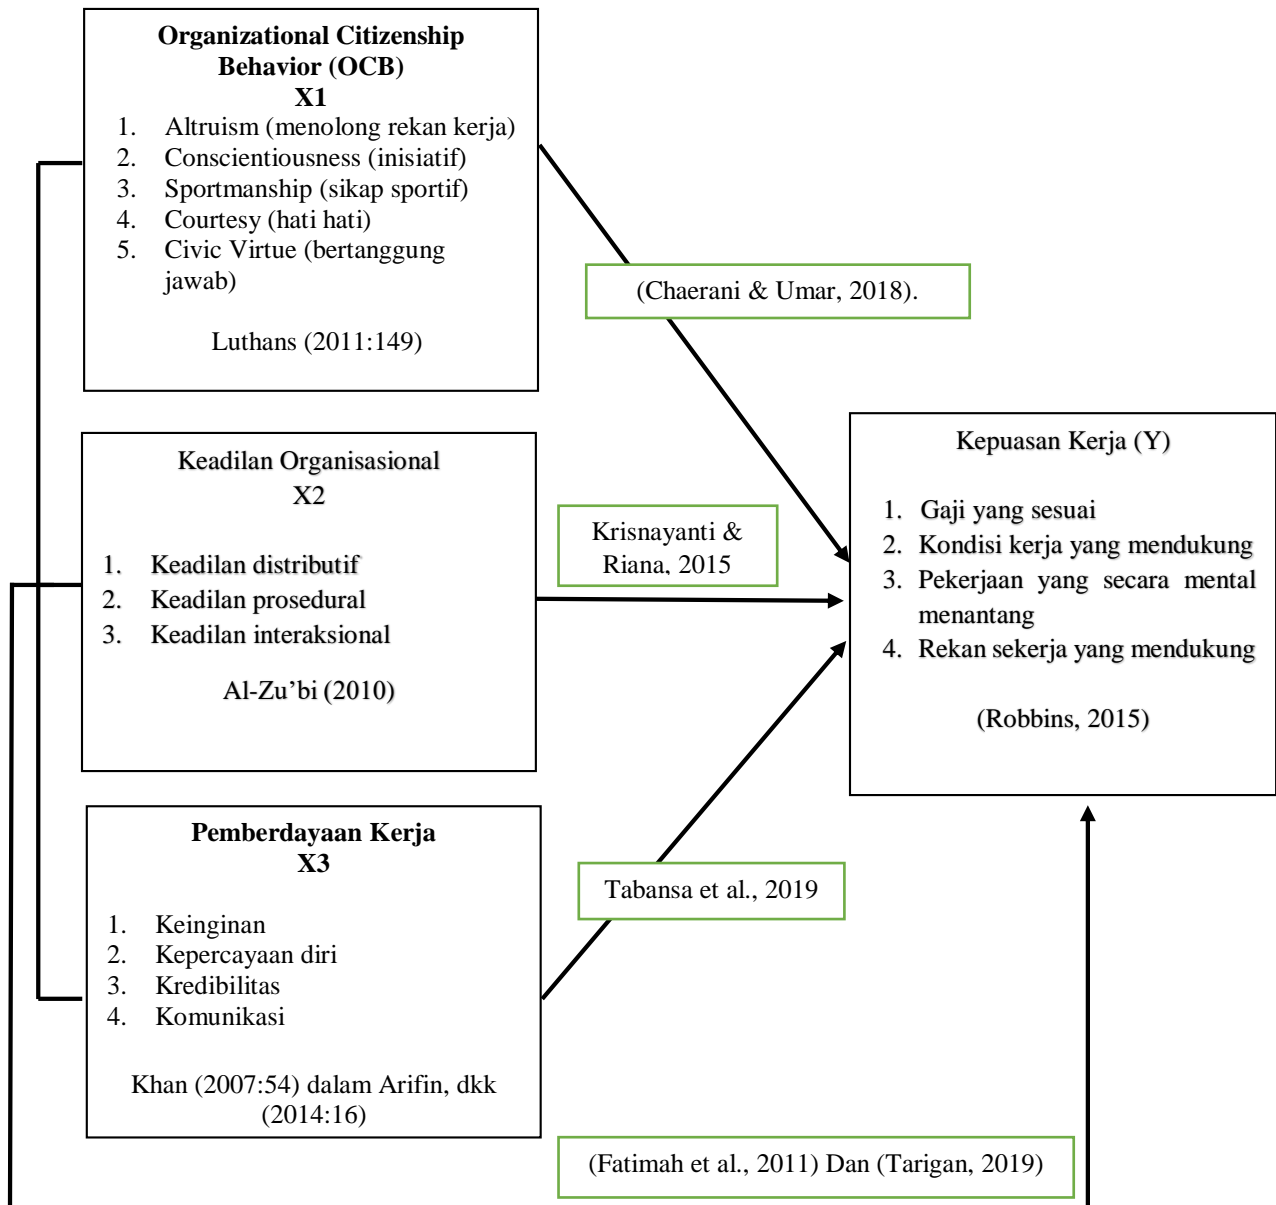 Organizational Citizenship
Behavior (OCB)
X1
1. Altruism (menolong rekan kerja)
2. Conscientiousness (inisiatif)
3. Sportmanship (sikap sportif)
4. Courtesy (hati hati)
5. Civic Virtue (bertanggung
jawab)
Luthans (2011:149)
(Chaerani & Umar, 2018).
Keadilan Organisasional
X2
1. Keadilan distributif
2. Keadilan prosedural
3. Keadilan interaksional
Al-Zu’bi (2010)
Krisnayanti &
Riana, 2015
Kepuasan Kerja (Y)
1. Gaji yang sesuai
2. Kondisi kerja yang mendukung
3. Pekerjaan yang secara mental
menantang
4. Rekan sekerja yang mendukung
(Robbins, 2015)
Pemberdayaan Kerja
X3
1. Keinginan
2. Kepercayaan diri
3. Kredibilitas
4. Komunikasi
Khan (2007:54) dalam Arifin, dkk
(2014:16)
Tabansa et al., 2019
(Fatimah et al., 2011) Dan (Tarigan, 2019)